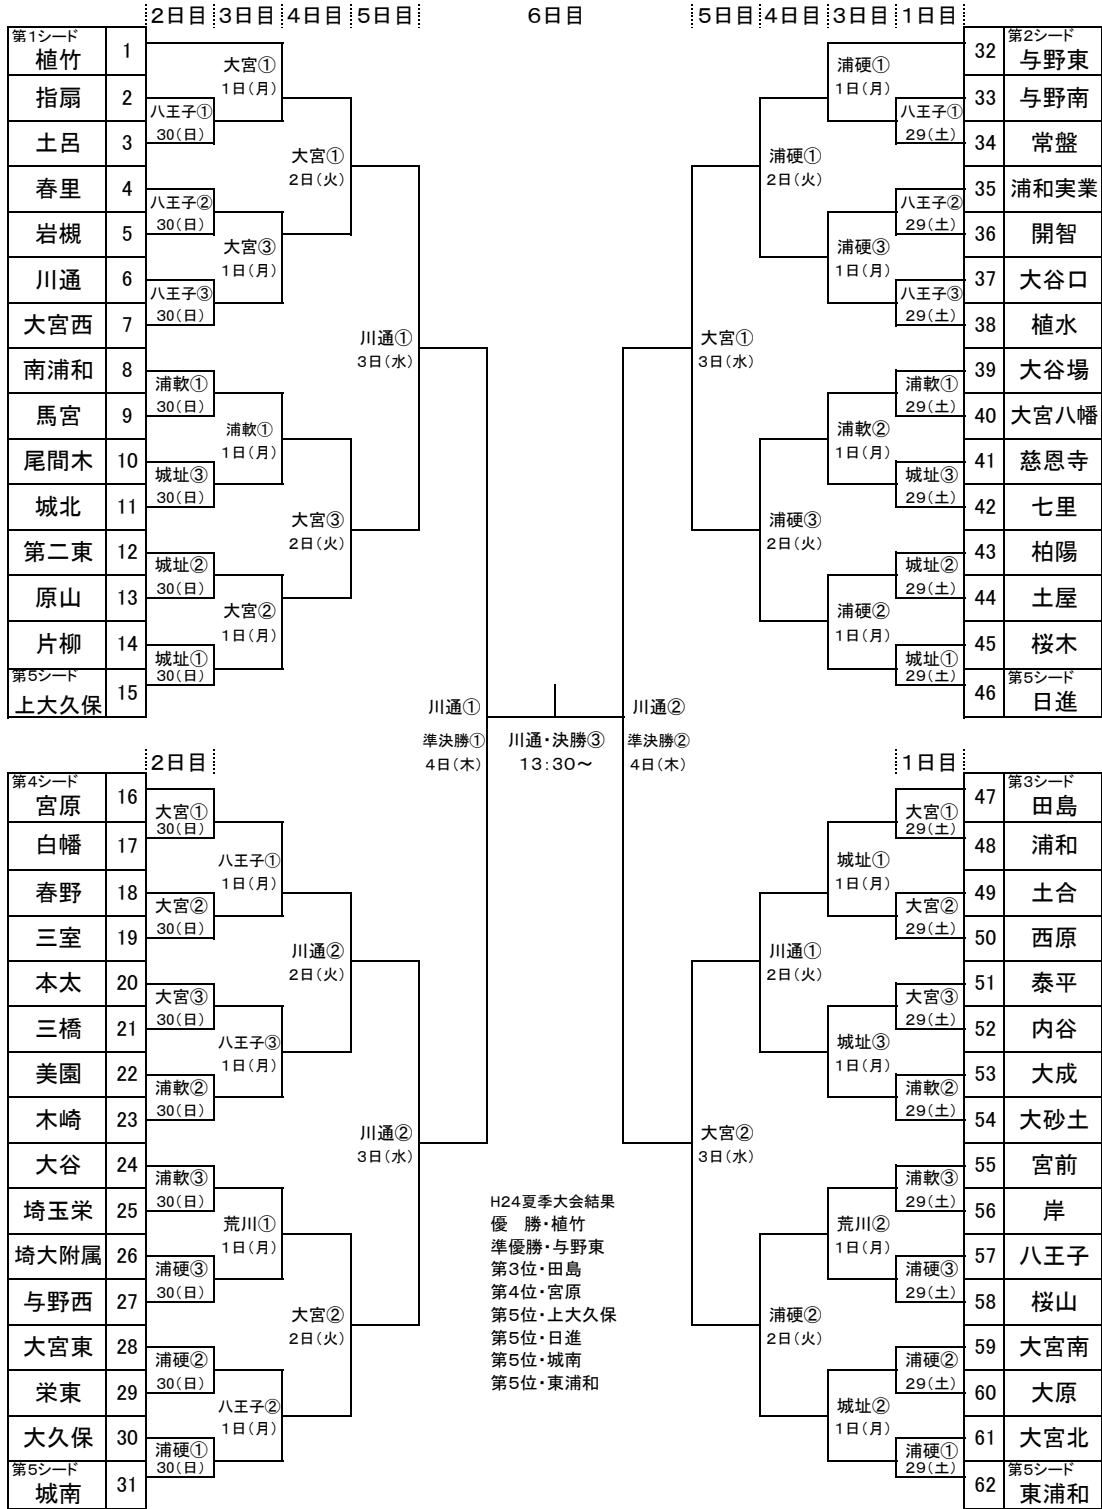 2日目 3日目 4日目 5日目 6日目 5日目 4日目 3日目 1日目
第1シード
植竹 1
指扇 2
土呂 3
春里 4
岩槻 5
川通 6
大宮西 7
南浦和 8
馬宮 9
尾間木 10
城北 11
第二東 12
原山 13
片柳 14
第5シード
上大久保 15
八王子①
30(日)
八王子②
30(日)
八王子③
30(日)
浦軟①
30(日)
城址③
30(日)
城址②
30(日)
城址①
30(日)
大宮①
1日(月)
大宮③
1日(月)
浦軟①
1日(月)
大宮②
1日(月)
大宮①
2日(火)
大宮③
2日(火)
川通①
3日(水)
32 第2シード
与野東
33 与野南
34 常盤
35 浦和実業
36 開智
37 大谷口
38 植水
39 大谷場
40 大宮八幡
41 慈恩寺
42 七里
43 柏陽
44 土屋
45 桜木
46 第5シード
日進
八王子①
29(土)
八王子②
29(土)
八王子③
29(土)
浦軟①
29(土)
城址③
29(土)
城址②
29(土)
城址①
29(土)
浦硬①
1日(月)
浦硬③
1日(月)
浦軟②
1日(月)
浦硬②
1日(月)
浦硬①
2日(火)
浦硬③
2日(火)
大宮①
3日(水)
川通①
準決勝①
4日(木)
川通・決勝③
13:30~
川通②
準決勝②
4日(木)
2日目
第4シード
宮原 16
白幡 17
春野 18
三室 19
本太 20
三橋 21
美園 22
木崎 23
大谷 24
埼玉栄 25
埼大附属 26
与野西 27
大宮東 28
栄東 29
大久保 30
第5シード
城南 31
大宮①
30(日)
大宮②
30(日)
大宮③
30(日)
浦軟②
30(日)
浦軟③
30(日)
浦硬③
30(日)
浦硬②
30(日)
浦硬①
30(日)
八王子①
1日(月)
八王子③
1日(月)
荒川①
1日(月)
八王子②
1日(月)
川通②
2日(火)
大宮②
2日(火)
川通②
3日(水)
H24夏季大会結果
優 勝・植竹
準優勝・与野東
第3位・田島
第4位・宮原
第5位・上大久保
第5位・日進
第5位・城南
第5位・東浦和
1日目
47 第3シード
田島
48 浦和
49 土合
50 西原
51 泰平
52 内谷
53 大成
54 大砂土
55 宮前
56 岸
57 八王子
58 桜山
59 大宮南
60 大原
61 大宮北
62 第5シード
東浦和
大宮①
29(土)
大宮②
29(土)
大宮③
29(土)
浦軟②
29(土)
浦軟③
29(土)
浦硬③
29(土)
浦硬②
29(土)
浦硬①
29(土)
城址①
1日(月)
城址③
1日(月)
荒川②
1日(月)
城址②
1日(月)
川通①
2日(火)
浦硬②
2日(火)
大宮②
3日(水)